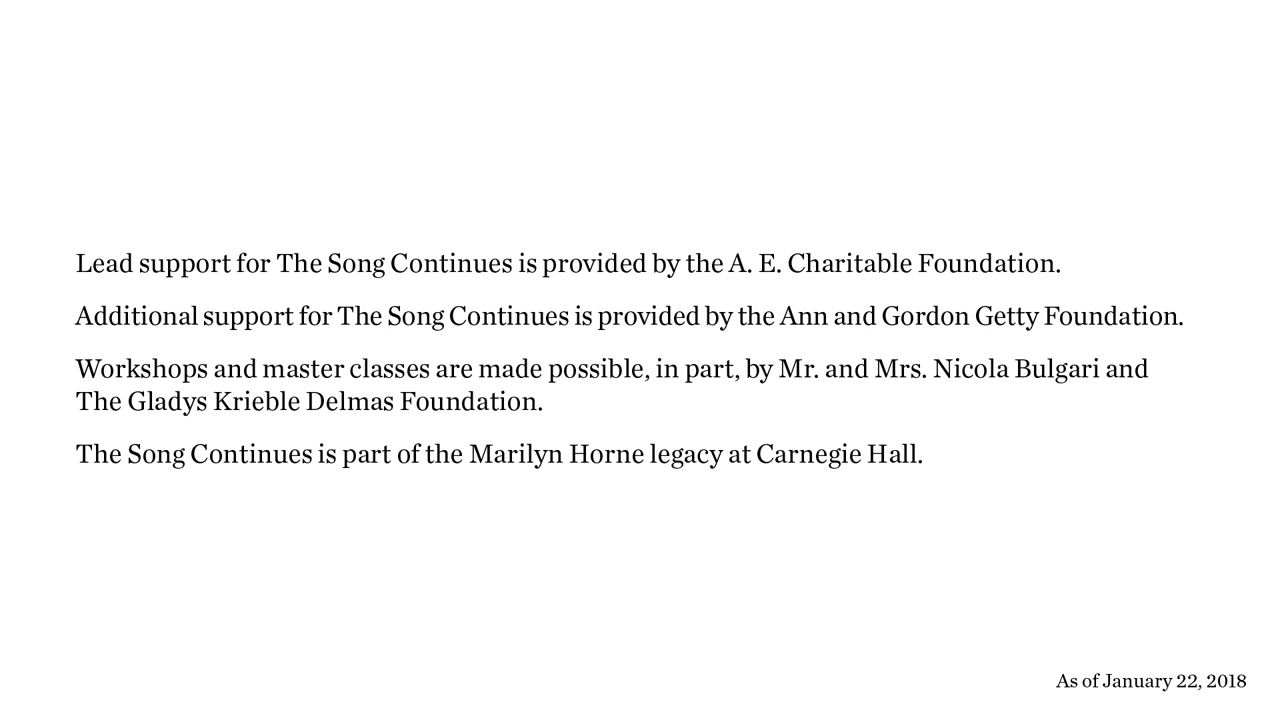 Lead support for The Song Continues is provided by the A. E. Charitable Foundation.
Additional support for The Song Continues is provided by the Ann and Gordon Getty Foundation.
Workshops and master classes are made possible, in part, by Mr. and Mrs. Nicola Bulgari and
The Gladys Krieble Delmas Foundation.
The Song Continues is part of the Marilyn Horne legacy at Carnegie Hall.
As of January 22, 2018